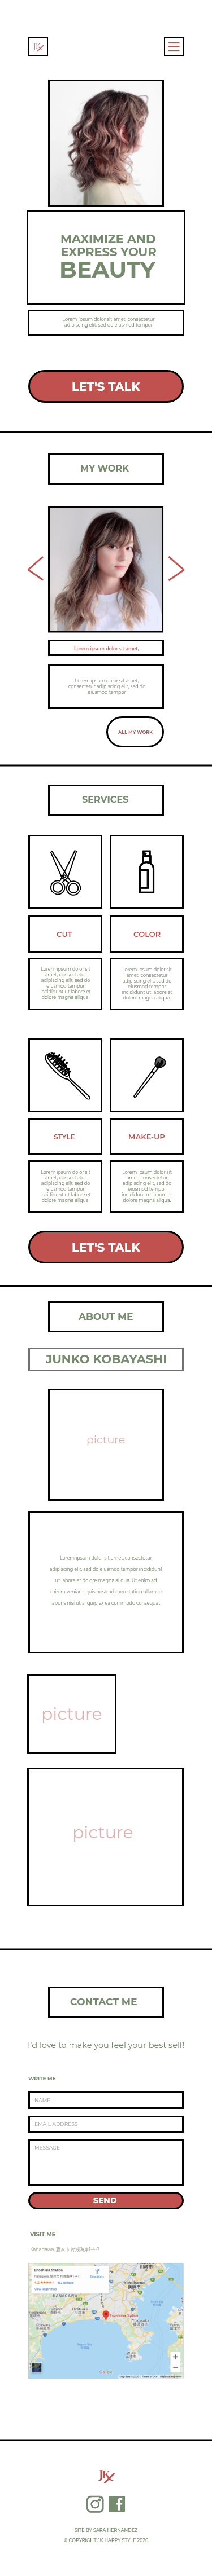 JK
MAXIMIZE AND
EXPRESS YOUR
BEAUTY
Lorem ipsum dolor sit amet, consectetur
adipiscing elit, sed do eiusmod tempor
LET'S TALK
MY WORK
Lorem ipsum dolor sit amet,
Lorem ipsum dolor sit amet,
consectetur adipiscing elit, sed do
eiusmod tempor
ALL MY WORK
SERVICES
CUT
COLOR
Lorem ipsum dolor sit
amet, consectetur
adipiscing elit, sed do
eiusmod tempor
incididunt ut labore et
dolore magna aliqua.
Lorem ipsum dolor sit
amet, consectetur
adipiscing elit, sed do
eiusmod tempor
incididunt ut labore et
dolore magna aliqua.
STYLE
MAKE-UP
Lorem ipsum dolor sit
amet, consectetur
adipiscing elit, sed do
eiusmod tempor
incididunt ut labore et
dolore magna aliqua.
Lorem ipsum dolor sit
amet, consectetur
adipiscing elit, sed do
eiusmod tempor
incididunt ut labore et
dolore magna aliqua.
LET'S TALK
ABOUT ME
JUNKO KOBAYASHI
picture
Lorem ipsum dolor sit amet, consectetur
adipiscing elit, sed do eiusmod tempor incididunt
ut labore et dolore magna aliqua. Ut enim ad
minim veniam, quis nostrud exercitation ullamco
laboris nisi ut aliquip ex ea commodo consequat.
picture
picture
CONTACT ME
I'd love to make you feel your best self!
WRITE ME
NAME
EMAIL ADDRESS
MESSAGE
SEND
VISIT ME
JK
SITE BY SARA HERNANDEZ
© COPYRIGHT JK HAPPY STYLE 2020